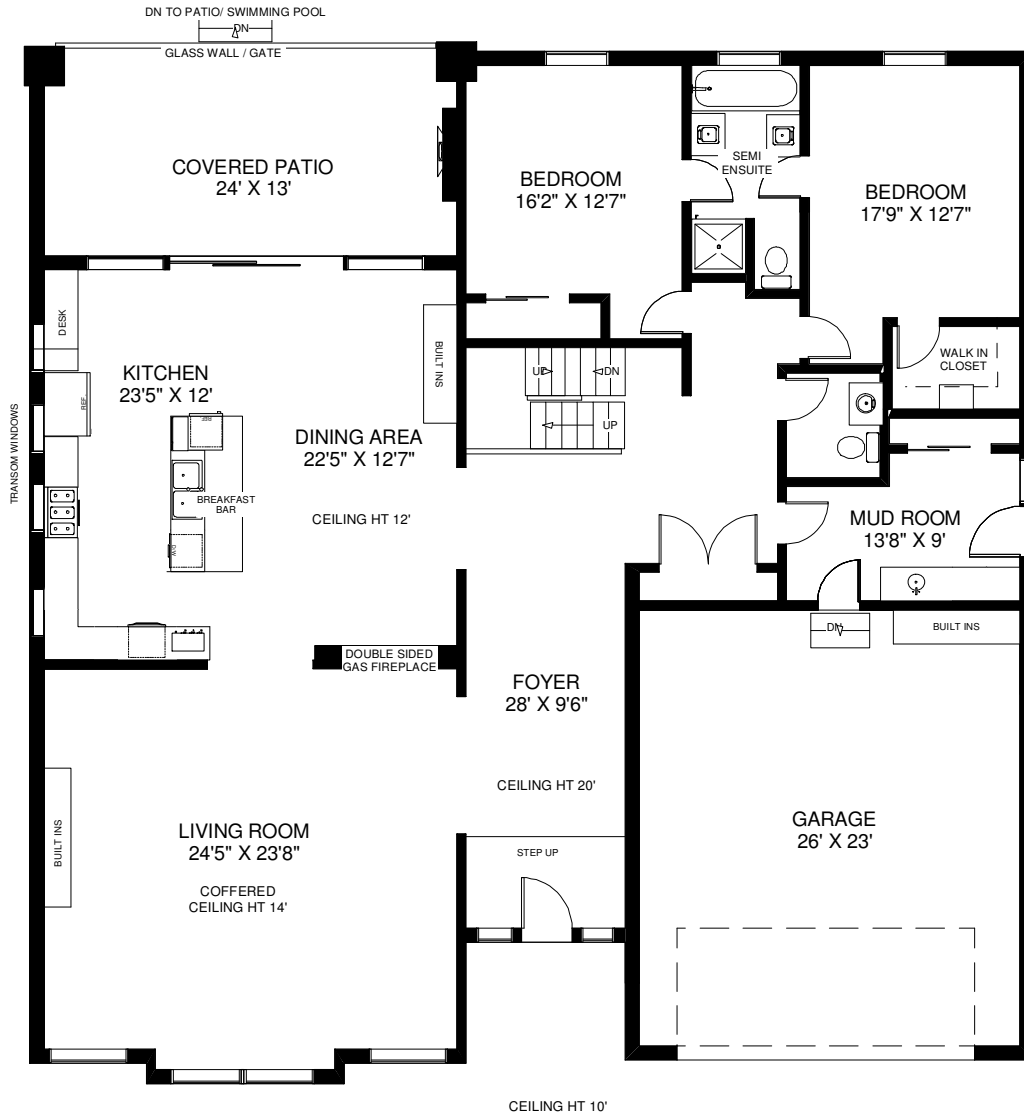 DN TO PATIO/ SWIMMING POOL
DN
GLASS WALL / GATE
COVERED PATIO
24' X 13'
BEDROOM
16'2" X 12'7"
SEMI
ENSUITE
BEDROOM
17'9" X 12'7"
DESK
KITCHEN
23'5" X 12'
REF.
BUILT INS
UP
DN
UP
WALK IN
CLOSET
TRANSOM WINDOWS
REF.
DINING AREA
22'5" X 12'7"
BREAKFAST
BAR
CEILING HT 12'
D/W
MUD ROOM
13'8" X 9'
DN
BUILT INS
DOUBLE SIDED
GAS FIREPLACE
FOYER
28' X 9'6"
CEILING HT 20'
BUILT INS
LIVING ROOM
24'5" X 23'8"
COFFERED
CEILING HT 14'
STEP UP
GARAGE
26' X 23'
CEILING HT 10'